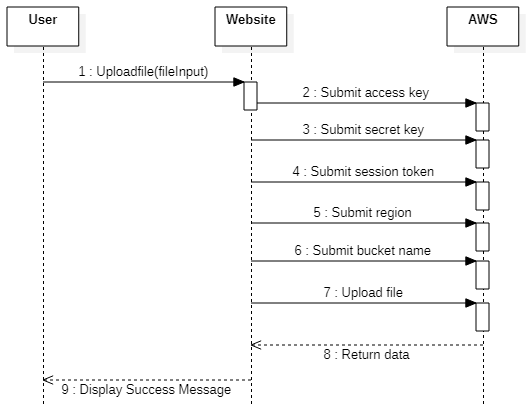 User
Website
AWS
1 : Uploadfile(fileInput)
2 : Submit access key
3 : Submit secret key
4 : Submit session token
5 : Submit region
6 : Submit bucket name
7 : Upload file
8 : Return data
9 : Display Success Message